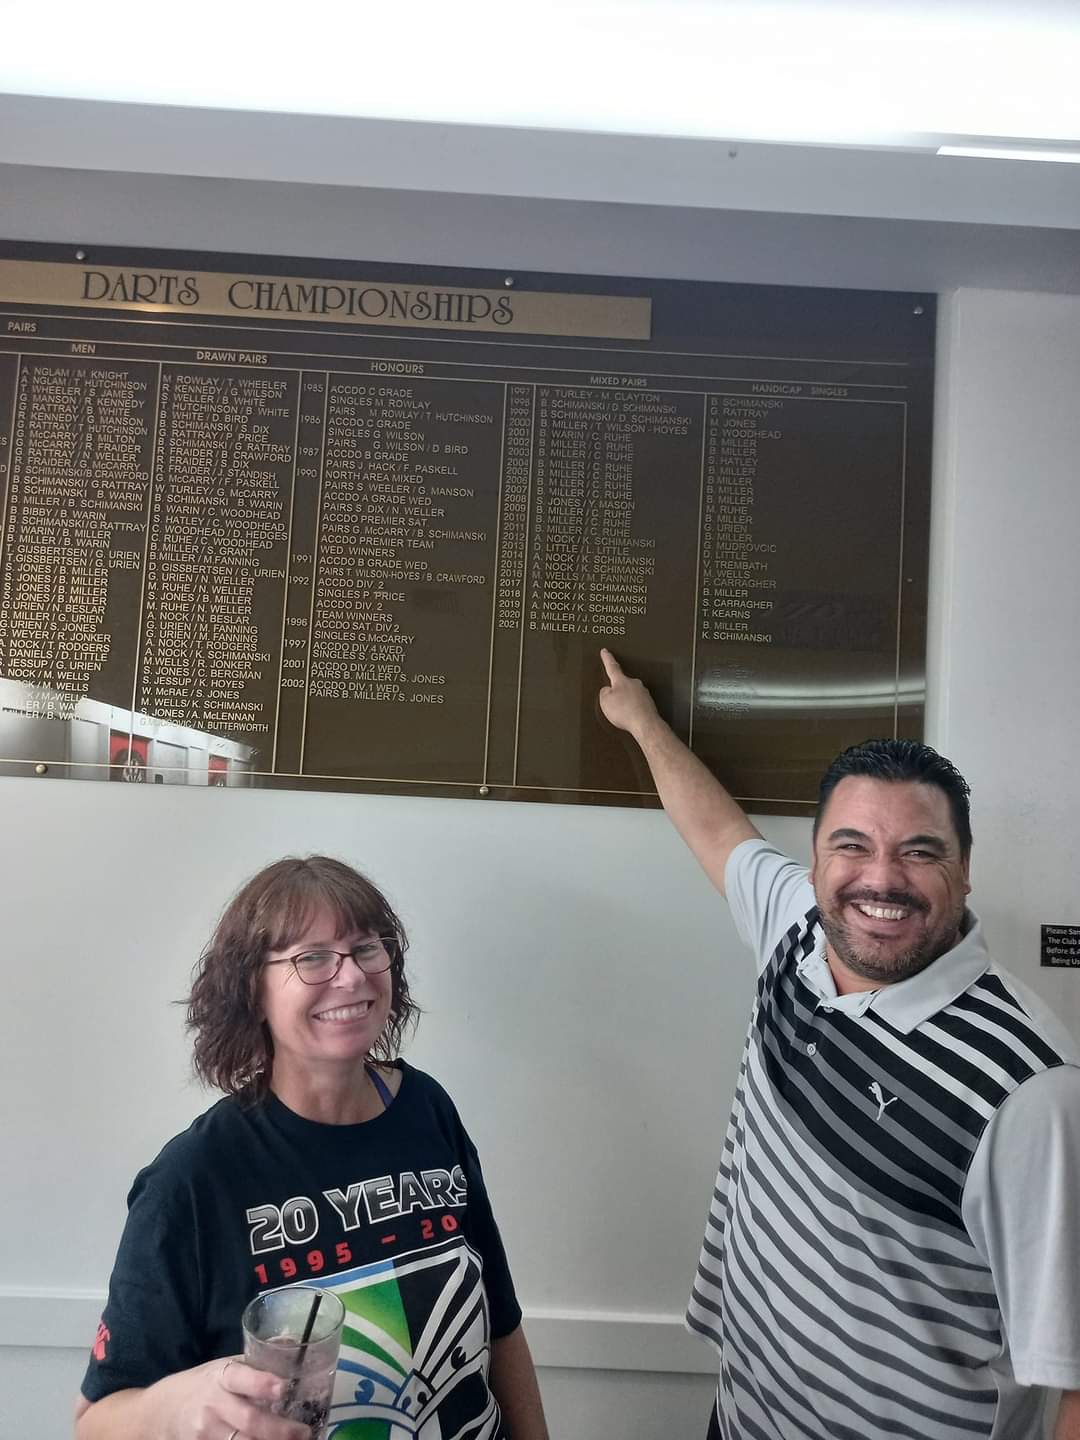 DARTS CHAMPIONSHIPS
PAIRS
MEN
A. NGLAM / M. KNIGHT
A. NGLAM / T. HUTCHINSON
T. WHEELER / S. JAMES
G. MANSON / R. KENNEDY
G. RATTRAY / B. WHITE
R. KENNEDY / G. MANSON
G. RATTRAY / T. HUTCHINSON
G. McCARRY / B. MILTON
G. McCARRY / R. FRAIDER
G. RATTRAY / N. WELLER
R. FRAIDER / G. McCARRY
B. SCHIMANSKI/B.CRAWFORD
B. SCHIMANSKI / G.RATTRAY
B. SCHIMANSKI B. WARIN
B. MILLER / B. SCHIMANSKI
B. BIBBY / B. WARIN
B. SCHIMANSKI/G.RATTRAY
B. WARIN / B. MILLER
B. MILLER / B. WARIN
T. GIJSBERTSEN / G. URIEN
T. GISSBERTSEN / G. URIEN
S. JONES / B. MILLER
S. JONES / B. MILLER
S. JONES / B. MILLER
G.URIEN / N. BESLAR
B. MILLER / G. URIEN
G.URIEN / S. JONES
G. WEYER / R. JONKER
A. NOCK / T. RODGERS
A. DANIELS / D. LITTLE
S. JESSUP / G. URIEN
A. NOCK / M. WELLS
CK / M. WELLS
K / M. WELLS
LER / B. WAR
ILLER / B. WAR
DRAWN PAIRS
M. ROWLAY / T. WHEELER
R. KENNEDY / G. WILSON
S. WELLER / B. WHITE
T. HUTCHINSON / B. WHITE
B. WHITE / D. BIRD
B. SCHIMANSKI / S. DIX
G. RATTRAY / P. PRICE
B. SCHIMANSKI / G. RATTRAY
R. FRAIDER / B. CRAWFORD
R. FRAIDER / S. DIX
R. FRAIDER / J. STANDISH
G. McCARRY / F. PASKELL
W. TURLEY / G. McCARRY
B. SCHIMANSKI B. WARIN
B. WARIN / C. WOODHEAD
S. HATLEY / C. WOODHEAD
C. WOODHEAD / D. HEDGES
C. RUHE / C. WOODHEAD
B. MILLER / S. GRANT
B.MILLER / M.FANNING
D. GISSBERTSEN / G. URIEN
G. URIEN / N. WELLER
M. RUHE / N. WELLER
S. JONES / B. MILLER
M. RUHE / N. WELLER
A. NOCK / N. BESLAR
G. URIEN / M. FANNING
G. URIEN / M. FANNING
A. NOCK / T. RODGERS
A. NOCK / K. SCHIMANSKI
M.WELLS / R. JONKER
S. JONES / C. BERGMAN
S. JESSUP / K. HOYES
W. McRAE / S. JONES
M. WELLS/ K. SCHIMANSKI
S. JONES / A. McLENNAN
G.MUDROVCIC / N. BUTTERWORTH
HONOURS
1985 ACCDO C GRADE
SINGLES M. ROWLAY
PAIRS M. ROWLAY / T. HUTCHINSON
1986 ACCDO C GRADE
SINGLES G. WILSON
PAIRS G. WILSON / D. BIRD
1987 ACCDO B GRADE
PAIRS J. HACK / F. PASKELL
1990 NORTH AREA MIXED
PAIRS S. WEELER / G. MANSON
ACCDO A GRADE WED.
PAIRS S. DIX / N. WELLER
ACCDO PREMIER SAT.
PAIRS G. McCARRY / B. SCHIMANSKI
ACCDO PREMIER TEAM
WED. WINNERS
1991 ACCDO B GRADE WED.
PAIRS T. WILSON-HOYES / B. CRAWFORD
1992 ACCDO DIV. 2
SINGLES P. PRICE
ACCDO DIV. 2
TEAM WINNERS
1996 ACCDO SAT. DIV. 2
SINGLES G.McCARRY
1997 ACCDO DIV.4 WED.
SINGLES S. GRANT
2001 ACCDO DIV.2 WED.
PAIRS B. MILLER / S. JONES
2002 ACCDO DIV.1 WED.
PAIRS B. MILLER / S. JONES
MIXED PAIRS
1997 W. TURLEY - M. CLAYTON
1998 B. SCHIMANSKI / D. SCHIMANSKI
1999 B. SCHIMANSKI / D. SCHIMANSKI
2000 B. MILLER / T. WILSON - HOYES
2001 B. WARIN / C. RUHE
2002 B. MILLER / C. RUHE
2003 B. MILLER / C. RUHE
2004 B. MILLER / C. RUHE
2005 B. MILLER / C. RUHE
2006 B. MILLER / C. RUHE
2007 B. MILLER / C. RUHE
2008 S. JONES / Y. MASON
2009 B. MILLER / C. RUHE
2010 B. MILLER / C. RUHE
2011 B. MILLER / C. RUHE
2012 A. NOCK / K. SCHIMANSKI
2013 D. LITTLE / L. LITTLE
2014 A. NOCK / K. SCHIMANSKI
2015 A. NOCK / K. SCHIMANSKI
2016 M. WELLS / M. FANNING
2017 A. NOCK / K. SCHIMANSKI
2018 A. NOCK / K. SCHIMANSKI
2019 A. NOCK / K. SCHIMANSKI
2020 B. MILLER / J. CROSS
2021 B. MILLER / J. CROSS
HANDICAP SINGLES
B. SCHIMANSKI
G. RATTRAY
M. JONES
C. WOODHEAD
B. MILLER
B. MILLER
S. HATLEY
B. MILLER
B.MILLER
B. MILLER
B. MILLER
M. RUHE
B. MILLER
G. URIEN
B. MILLER
G. MUDROVCIC
D. LITTLE
V. TREMBATH
M. WELLS
F. CARRAGHER
B. MILLER
S. CARRAGHER
T. KEARNS
B. MILLER
K. SCHIMANSKI
Please San
The Club
Before & A
Being Us
20 YEARS
1995 - 20